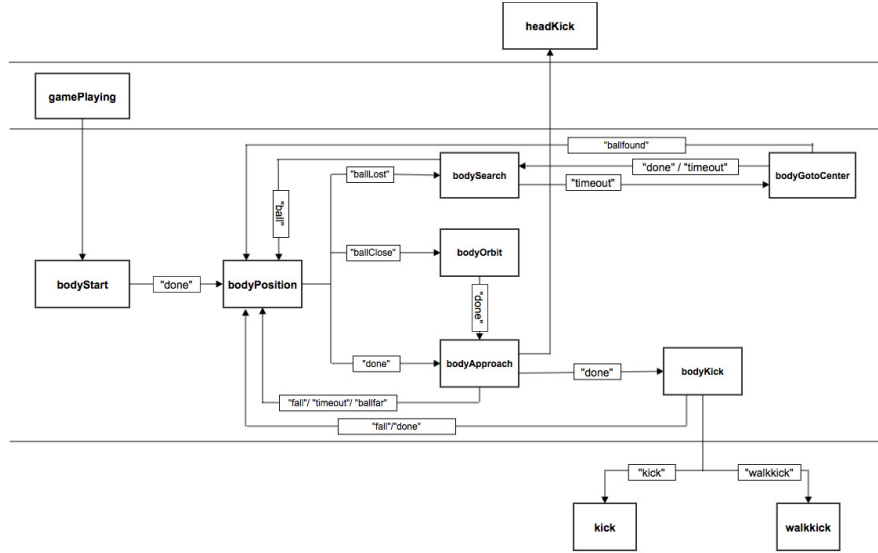 headKick
gamePlaying
"ballfound"
"done" / "timeout"
bodySearch
bodyGotoCenter
"ballLost"
"timeout"
"ball"
"ballClose"
bodyOrbit
bodyStart
"done"
bodyPosition
"done"
"done"
bodyApproach
"done"
bodyKick
"fall"/ "timeout"/ "ballfar"
"fall"/"done"
"kick"
"walkkick"
kick
walkkick